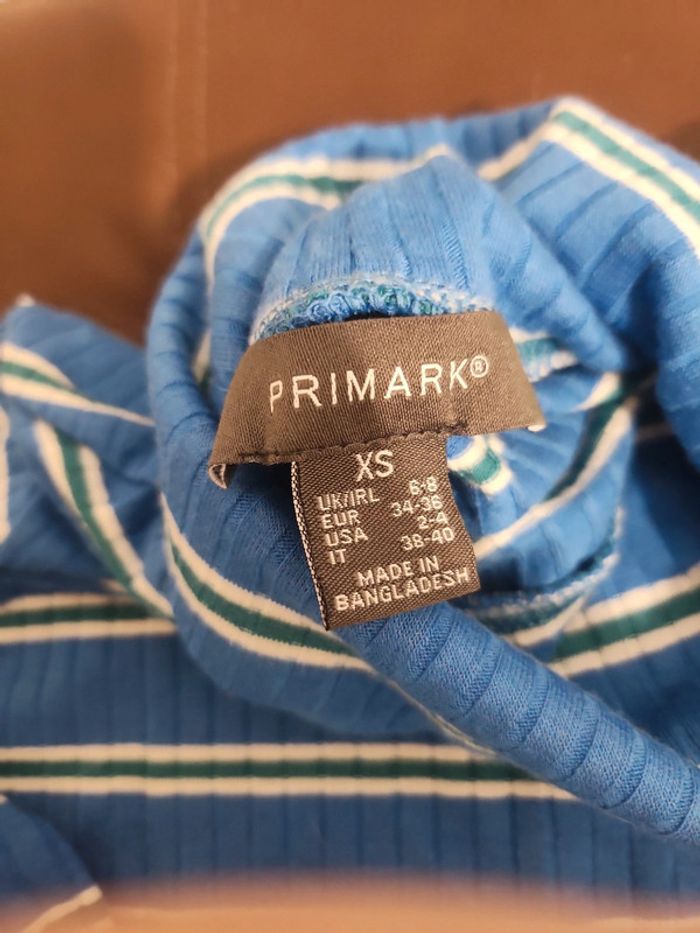 PRIMARK®
XS
UK/IRL 6-8
EUR 34-36
USA 2-4
IT 38-40
MADE IN
BANGLADESH